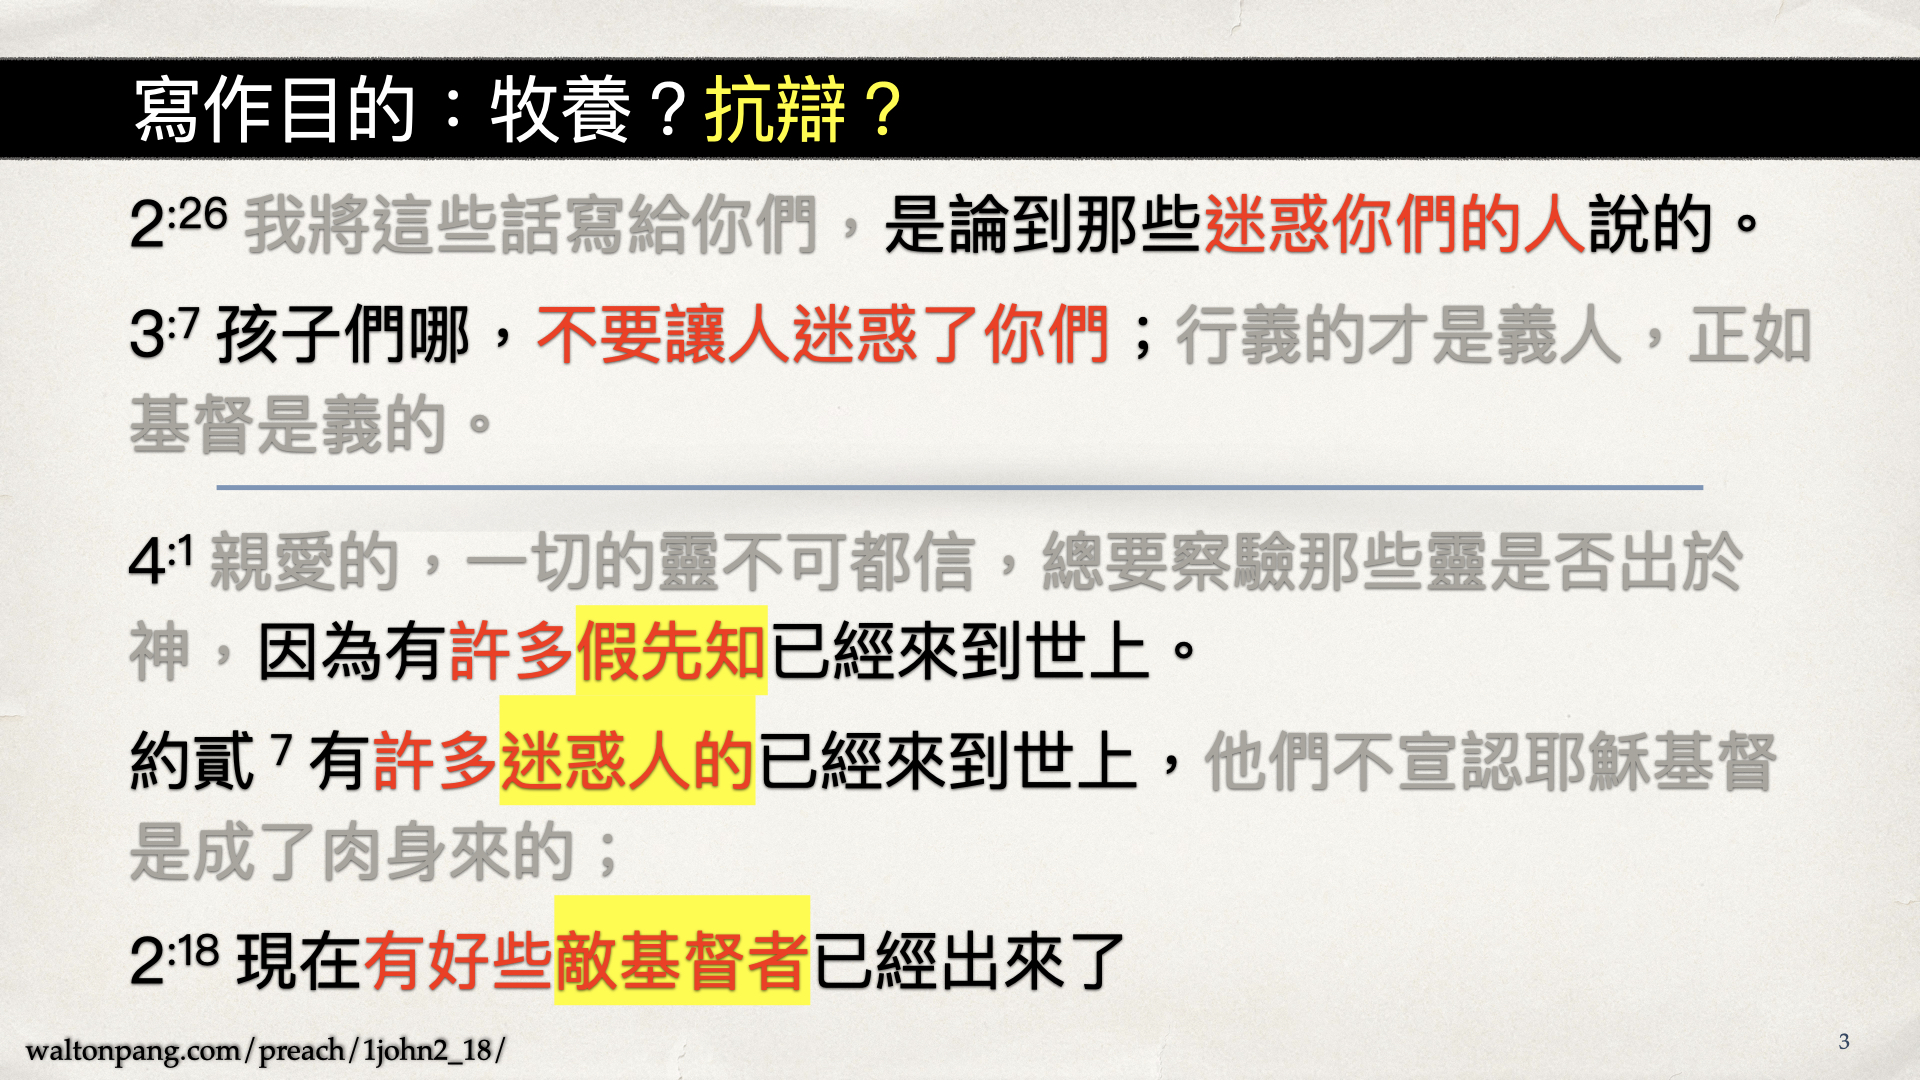 寫作目的：牧養？抗辯？
2:26 我將這些話寫給你們，是論到那些迷惑你們的人說的。
3:7 孩子們哪，不要讓人迷惑了你們；行義的才是義人，正如
基督是義的。
4:1 親愛的，一切的靈不可都信，總要察驗那些靈是否出於
神，因為有許多假先知已經來到世上。
約貳 7 有許多迷惑人的已經來到世上，他們不宣認耶穌基督
是成了肉身來的；
2:18 現在有好些敵基督者已經出來了
waltonpang.com/preach/1john2_18/
3